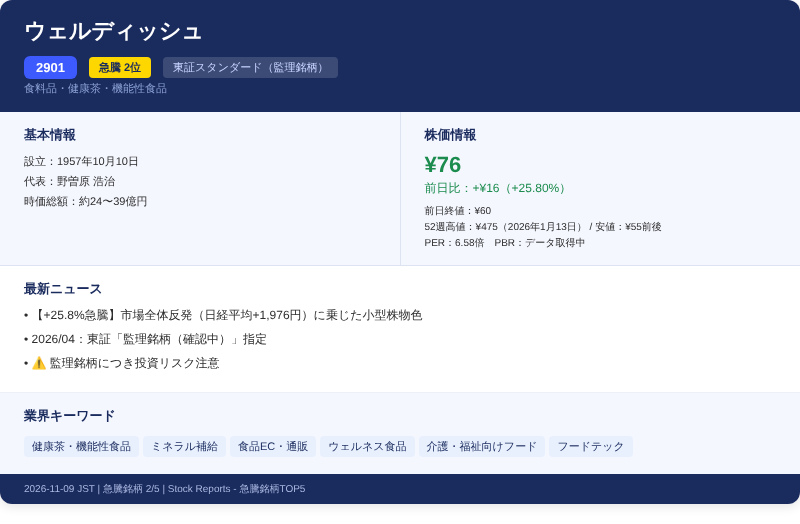 ウェルディッシュ
2901 急騰 2位 東証スタンダード（監理銘柄）
食料品・健康茶・機能性食品
基本情報
設立：1957年10月10日
代表：野嘗原 浩治
時価総額：約24〜39億円
株価情報
¥76
前日比：+¥16（+25.80%）
前日終値：¥60
52週高値：¥475（2026年1月13日） / 安値：¥55前後
PER：6.58倍 PBR：データ取得中
最新ニュース
• 【+25.8%急騰】市場全体反発（日経平均+1,976円）に乗じた小型株物色
• 2026/04：東証「監理銘柄（確認中）」指定
• ⚠️ 監理銘柄につき投資リスク注意
業界キーワード
健康茶・機能性食品 ミネラル補給 食品EC・通販 ウェルネス食品 介護・福祉向けフード フードテック
2026-11-09 JST | 急騰銘柄 2/5 | Stock Reports - 急騰銘柄TOP5